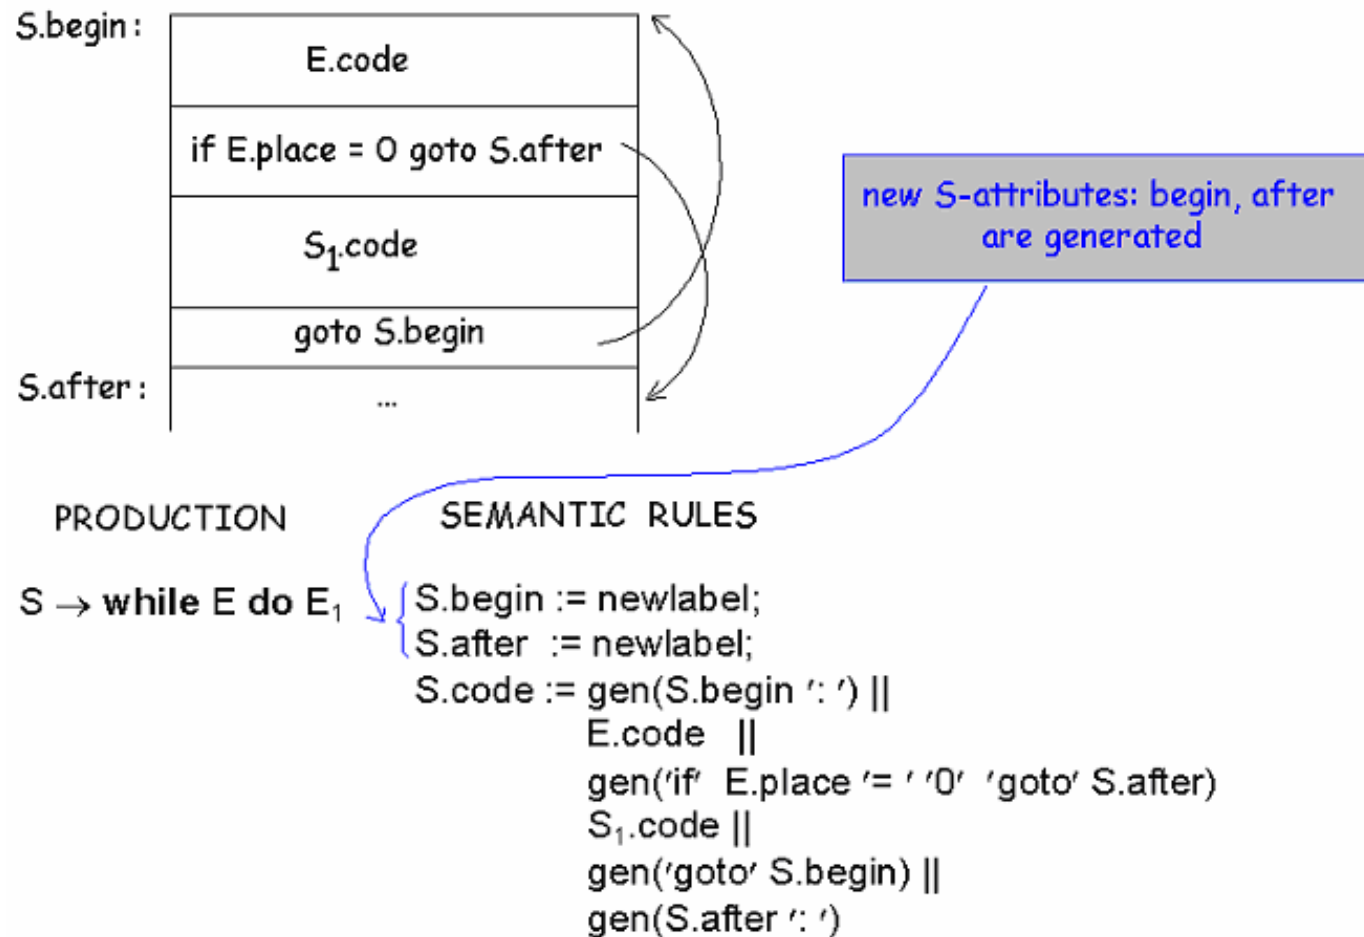 S.begin :
E.code
if E.place = 0 goto S.after
new S-attributes: begin, after
are generated
S₁.code
goto S.begin
S.after :
...
PRODUCTION
SEMANTIC RULES
S → while E do E₁
S.begin := newlabel;
S.after := newlabel;
S.code := gen(S.begin ': ') ||
E.code ||
gen('if' E.place '= ' '0' 'goto' S.after)
S₁.code ||
gen('goto' S.begin) ||
gen(S.after ': ')